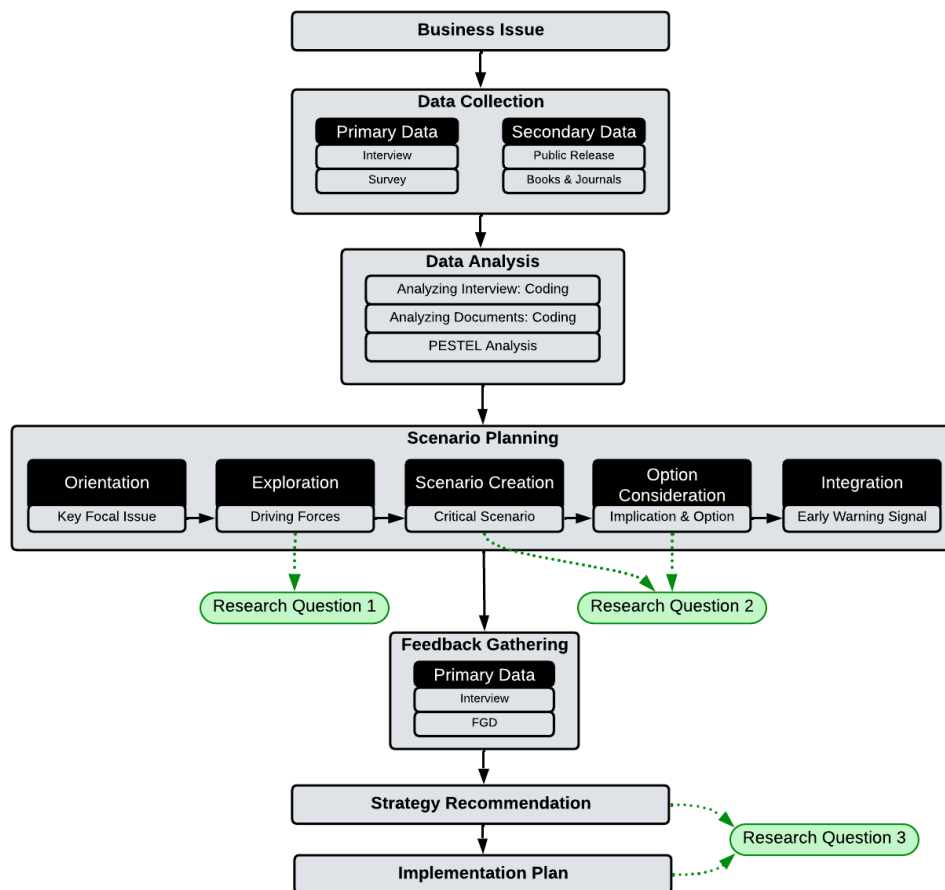 Business Issue
Data Collection
Primary Data
Interview
Survey
Secondary Data
Public Release
Books & Journals
Data Analysis
Analyzing Interview: Coding
Analyzing Documents: Coding
PESTEL Analysis
Scenario Planning
Orientation
Key Focal Issue
Exploration
Driving Forces
Scenario Creation
Critical Scenario
Option
Consideration
Implication & Option
Integration
Early Warning Signal
Research Question 1
Research Question 2
Feedback Gathering
Primary Data
Interview
FGD
Strategy Recommendation
Research Question 3
Implementation Plan